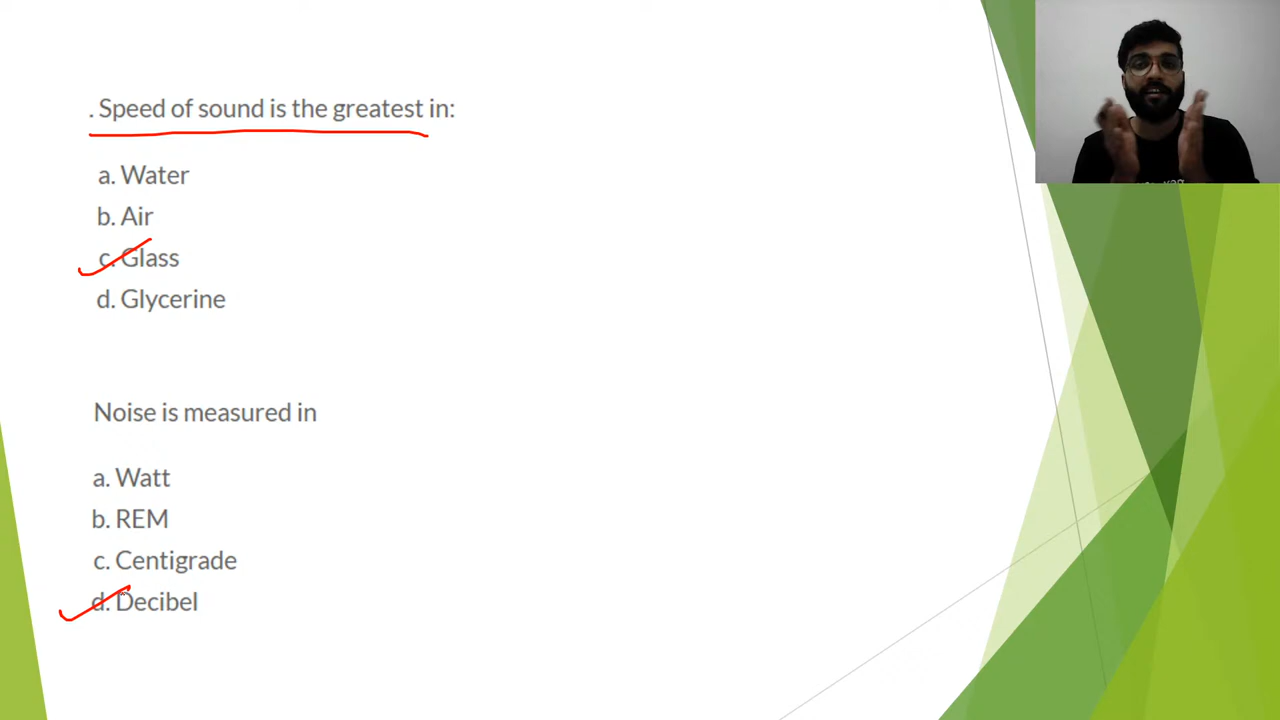 . Speed of sound is the greatest in:
a. Water
b. Air
c. Glass
d. Glycerine
Noise is measured in
a. Watt
b. REM
c. Centigrade
d. Decibel